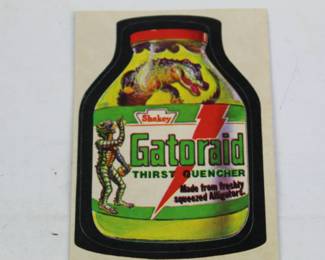 Shakey
Gatoraid
THIRST QUENCHER
Made from freshly
squeezed Alligators.